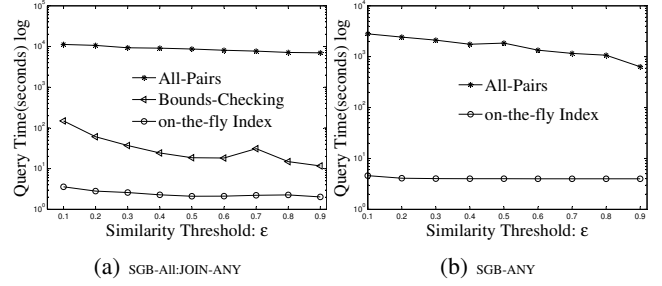 Query Time(seconds) log
10^5
10^4
10^3
10^2
10^1
10^0
All-Pairs
Bounds-Checking
on-the-fly Index
0.1 0.2 0.3 0.4 0.5 0.6 0.7 0.8 0.9
Similarity Threshold: ε
(a) SGB-All:JOIN-ANY
Query Time(seconds) log
10^4
10^3
10^2
10^1
10^0
All-Pairs
on-the-fly Index
0.1 0.2 0.3 0.4 0.5 0.6 0.7 0.8 0.9
Similarity Threshold: ε
(b) SGB-ANY